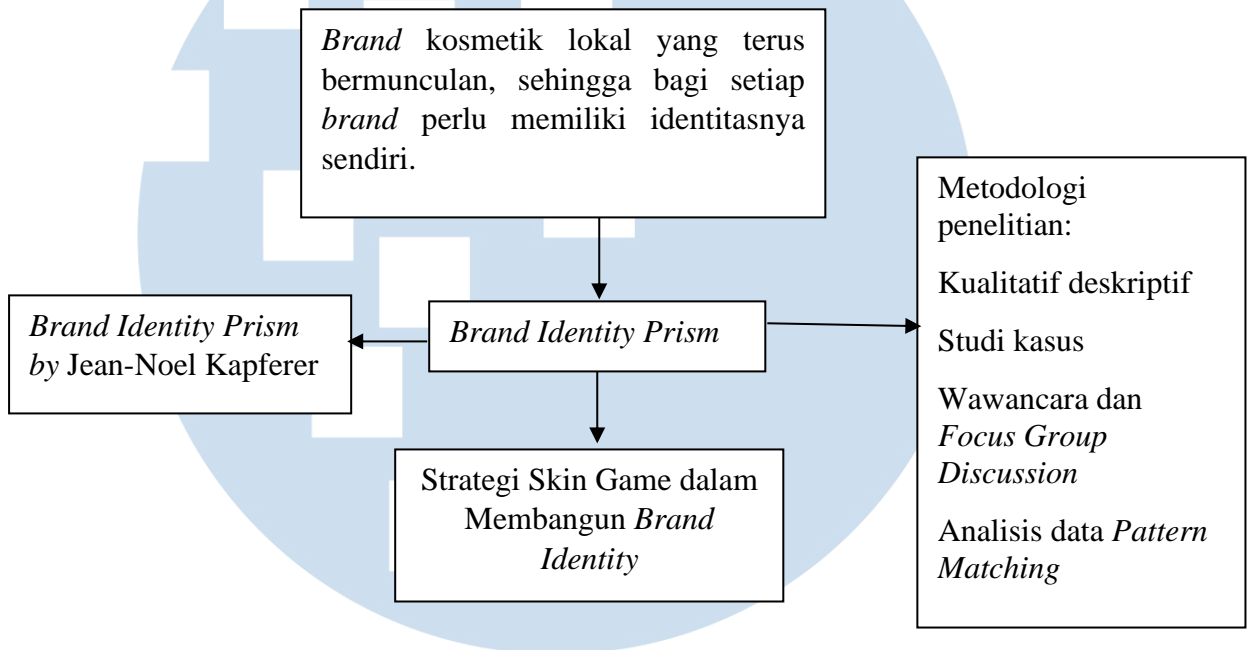 Brand kosmetik lokal yang terus
bermunculan, sehingga bagi setiap
brand perlu memiliki identitasnya
sendiri.
Brand Identity Prism
by Jean-Noel Kapferer
Brand Identity Prism
Strategi Skin Game dalam
Membangun Brand
Identity
Metodologi
penelitian:
Kualitatif deskriptif
Studi kasus
Wawancara dan
Focus Group
Discussion
Analisis data Pattern
Matching